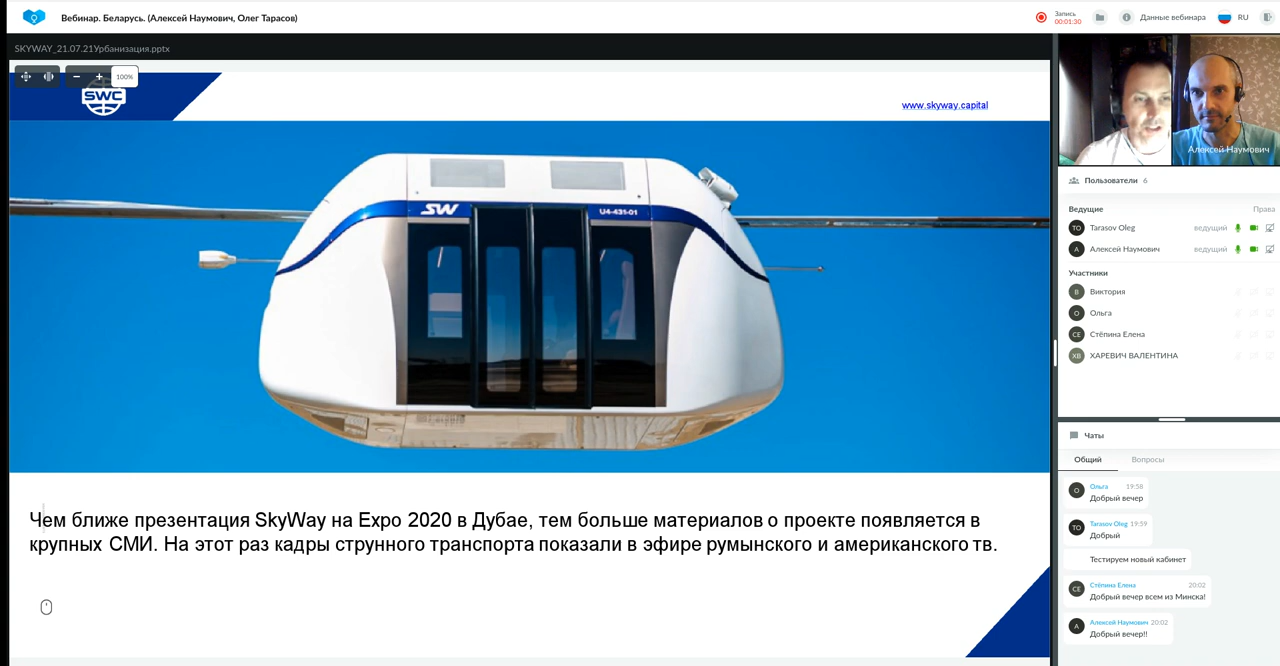 Вебинар. Беларусь. (Алексей Наумович, Олег Тарасов)
Запись
00:01:30
Данные вебинара
RU
SKYWAY_21.07.21Урбанизация.pptx
100%
SWC
www.skyway.capital
SW
U4-431-01
Чем ближе презентация SkyWay на Expo 2020 в Дубае, тем больше материалов о проекте появляется в
крупных СМИ. На этот раз кадры струнного транспорта показали в эфире румынского и американского тв.
Алексей Наумович
Пользователи 6
Ведущие Права
TO Tarasov Oleg ведущий
А Алексей Наумович ведущий
Участники
В Виктория
О Ольга
СЕ Стёпина Елена
ХВ ХАРЕВИЧ ВАЛЕНТИНА
Чаты
Общий Вопросы
О Ольга 19:58
Добрый вечер
TO Tarasov Oleg 19:59
Добрый
Тестируем новый кабинет
СЕ Стёпина Елена 20:02
Добрый вечер всем из Минска!
А Алексей Наумович 20:02
Добрый вечер!!